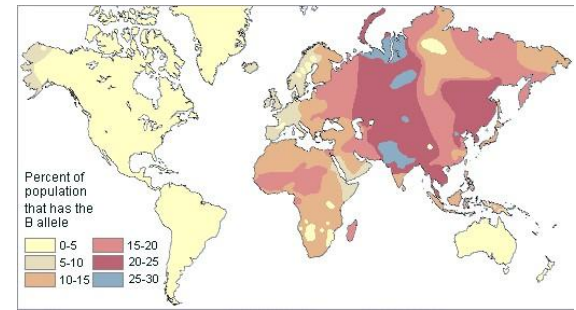 Percent of
population
that has the
B allele
0-5
15-20
5-10
20-25
10-15
25-30